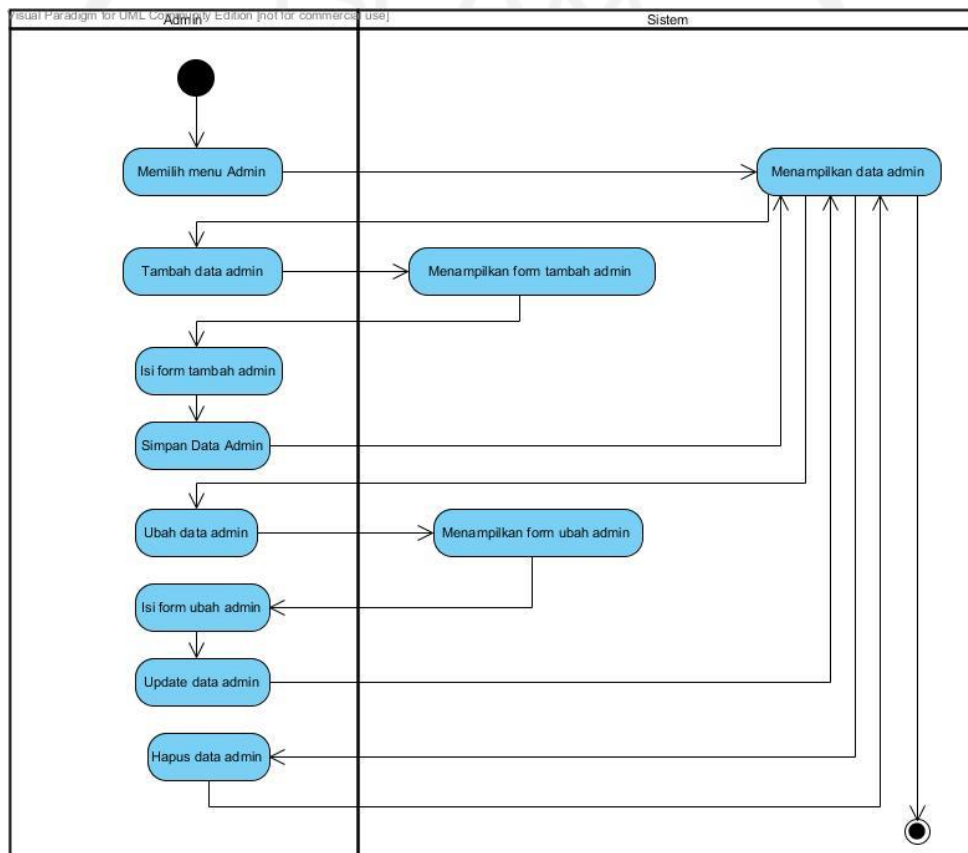 Visual Paradigm for UML Community Edition [not for commercial use]
Admin
Sistem
Memilih menu Admin
Menampilkan data admin
Tambah data admin
Menampilkan form tambah admin
Isi form tambah admin
Simpan Data Admin
Ubah data admin
Menampilkan form ubah admin
Isi form ubah admin
Update data admin
Hapus data admin